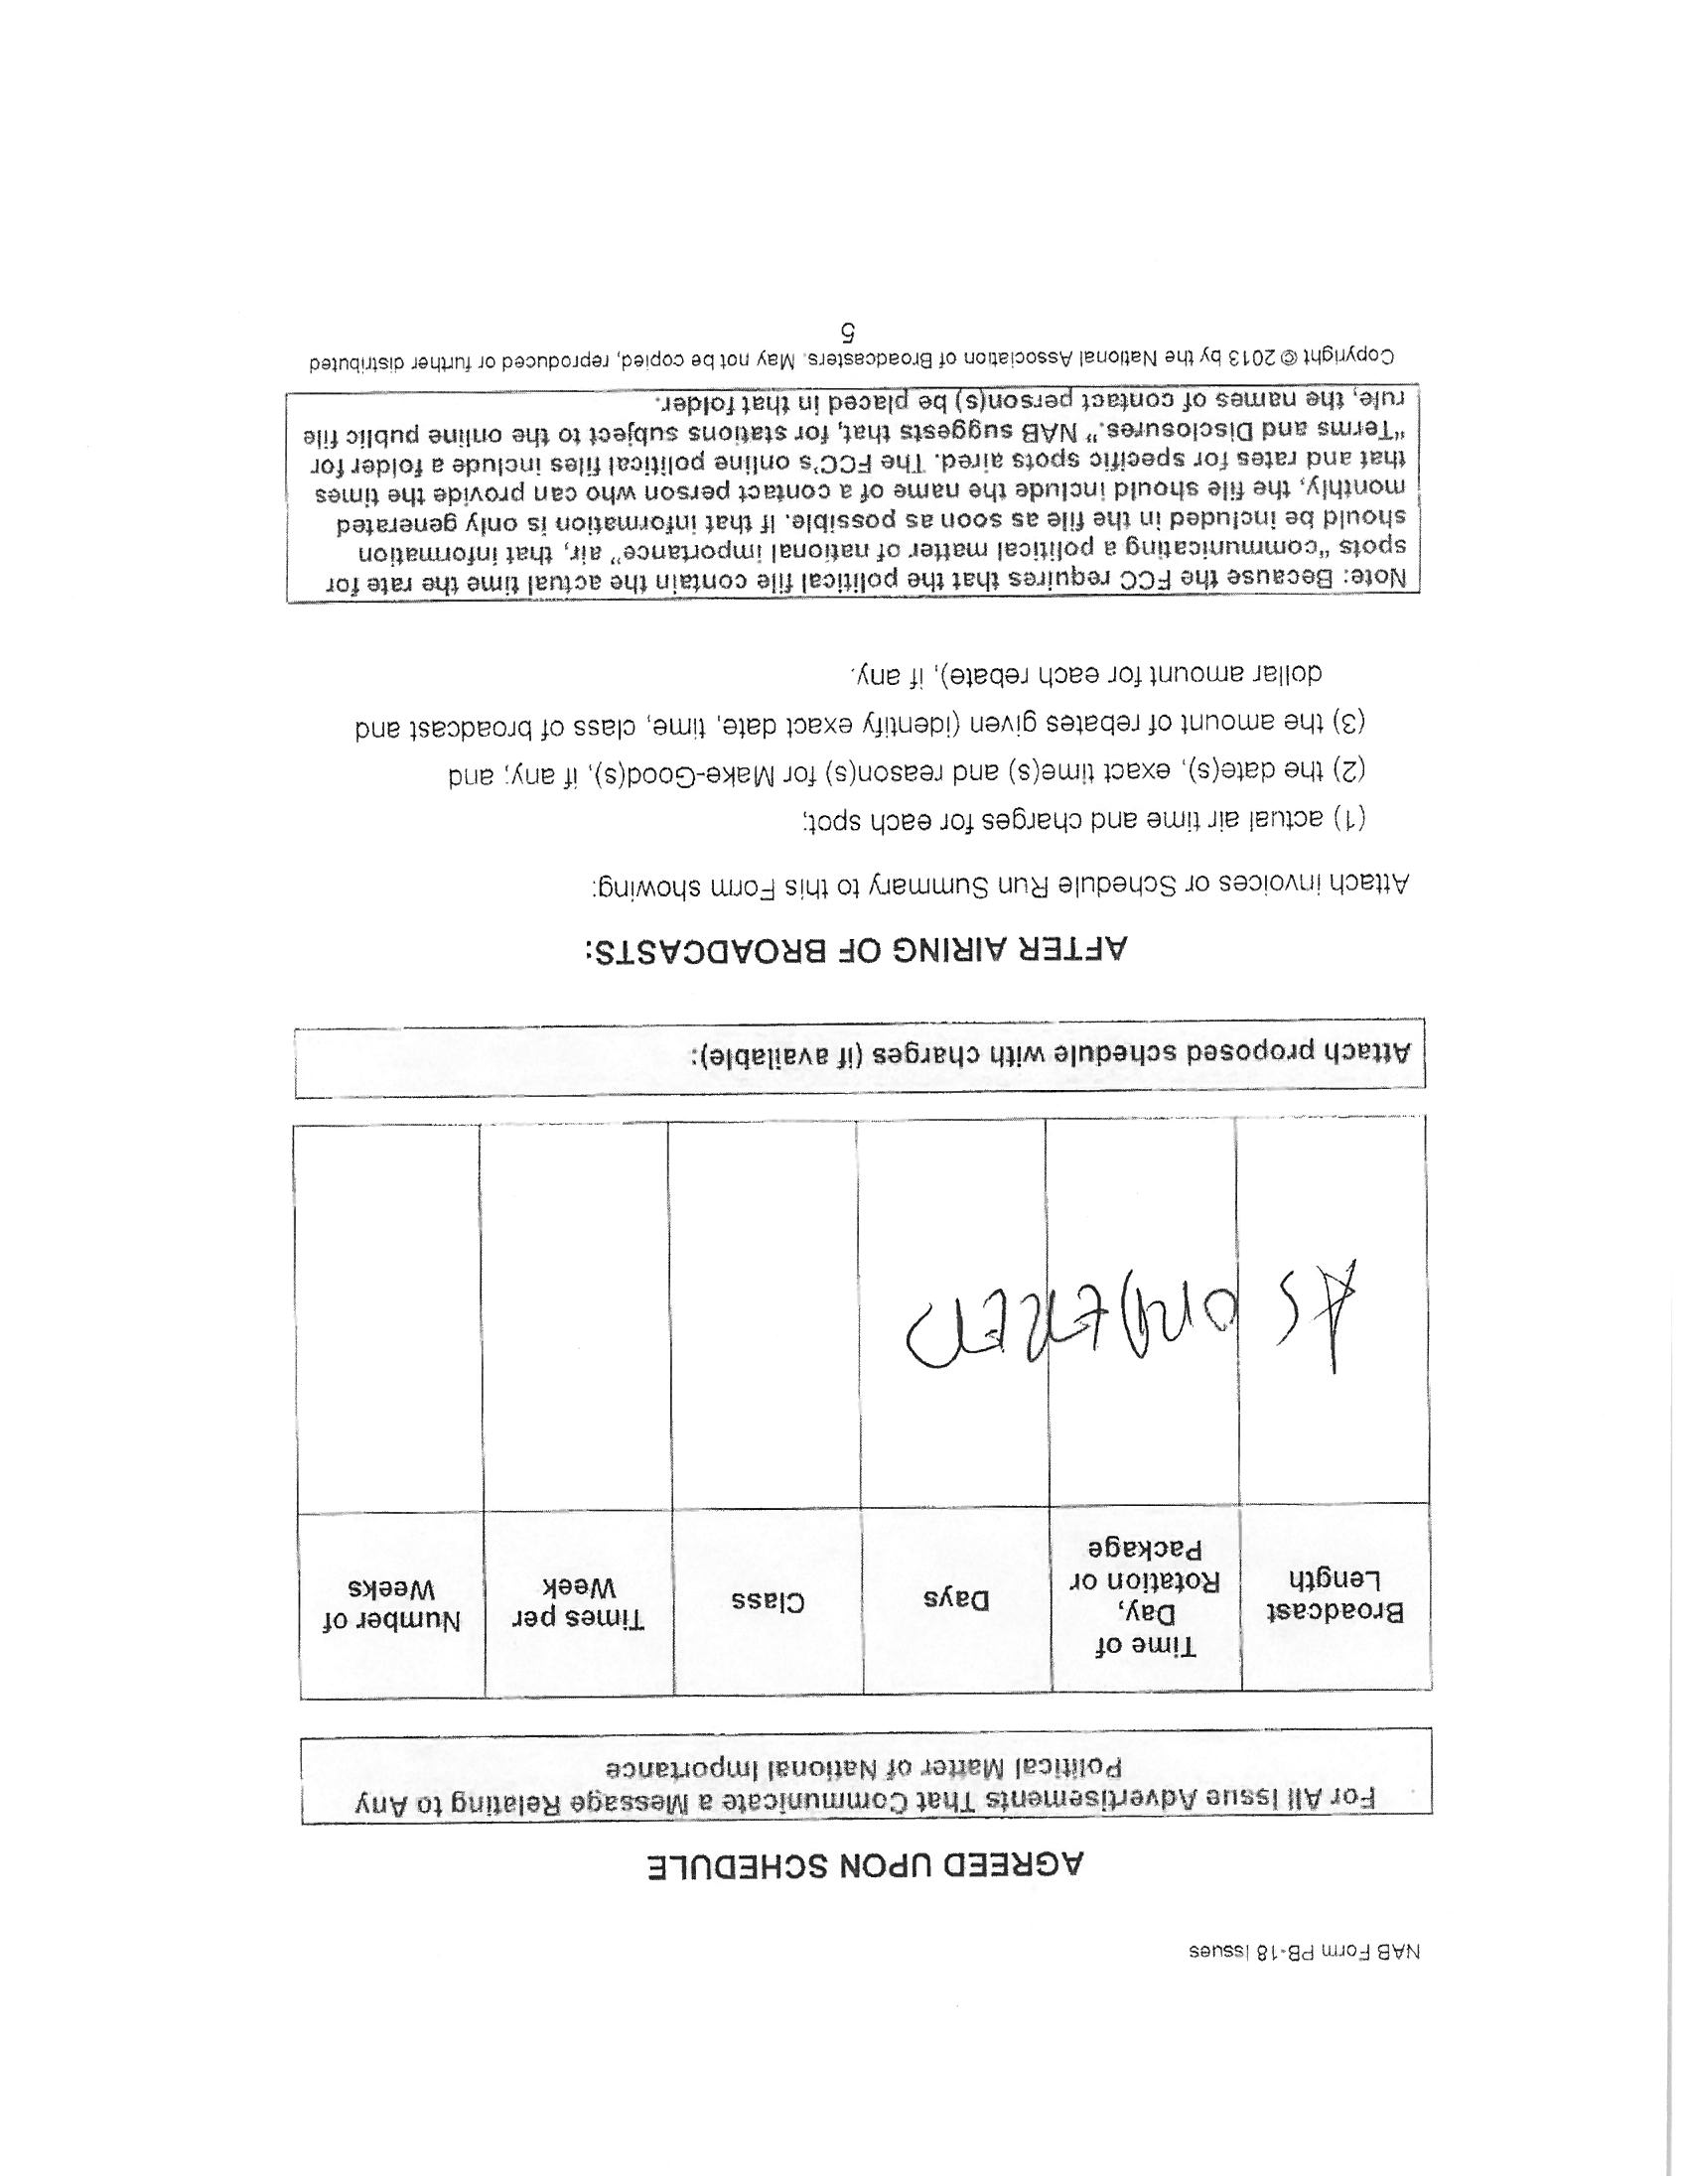 NAB Form PB-18 Issues
AGREED UPON SCHEDULE
For All Issue Advertisements That Communicate a Message Relating to Any
Political Matter of National Importance
Broadcast Length
Time of Day, Rotation or Package
Days
Class
Times per Week
Number of Weeks
AS ORDERED
Attach proposed schedule with charges (if available):
AFTER AIRING OF BROADCASTS:
Attach invoices or Schedule Run Summary to this Form showing:
(1) actual air time and charges for each spot;
(2) the date(s), exact time(s) and reason(s) for Make-Good(s), if any; and
(3) the amount of rebates given (identify exact date, time, class of broadcast and
dollar amount for each rebate), if any.
Note: Because the FCC requires that the political file contain the actual time the rate for
spots “communicating a political matter of national importance” air, that information
should be included in the file as soon as possible. If that information is only generated
monthly, the file should include the name of a contact person who can provide the times
that and rates for specific spots aired. The FCC’s online political files include a folder for
“Terms and Disclosures.” NAB suggests that, for stations subject to the online public file
rule, the names of contact person(s) be placed in that folder.
Copyright © 2013 by the National Association of Broadcasters. May not be copied, reproduced or further distributed
5